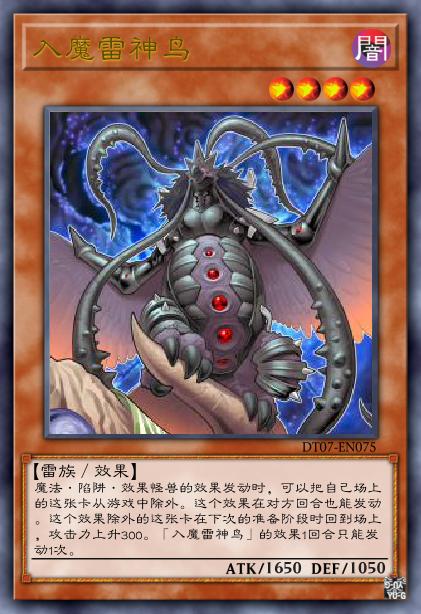 入魔雷神鸟
闇
DT07-EN075
【雷族／效果】
魔法·陷阱·效果怪兽的效果发动时，可以把自己场上
的这张卡从游戏中除外。这个效果在对方回合也能发动
。这个效果除外的这张卡在下次的准备阶段时回到场上
，攻击力上升300。「入魔雷神鸟」的效果1回合只能发
动1次。
ATK/1650 DEF/1050